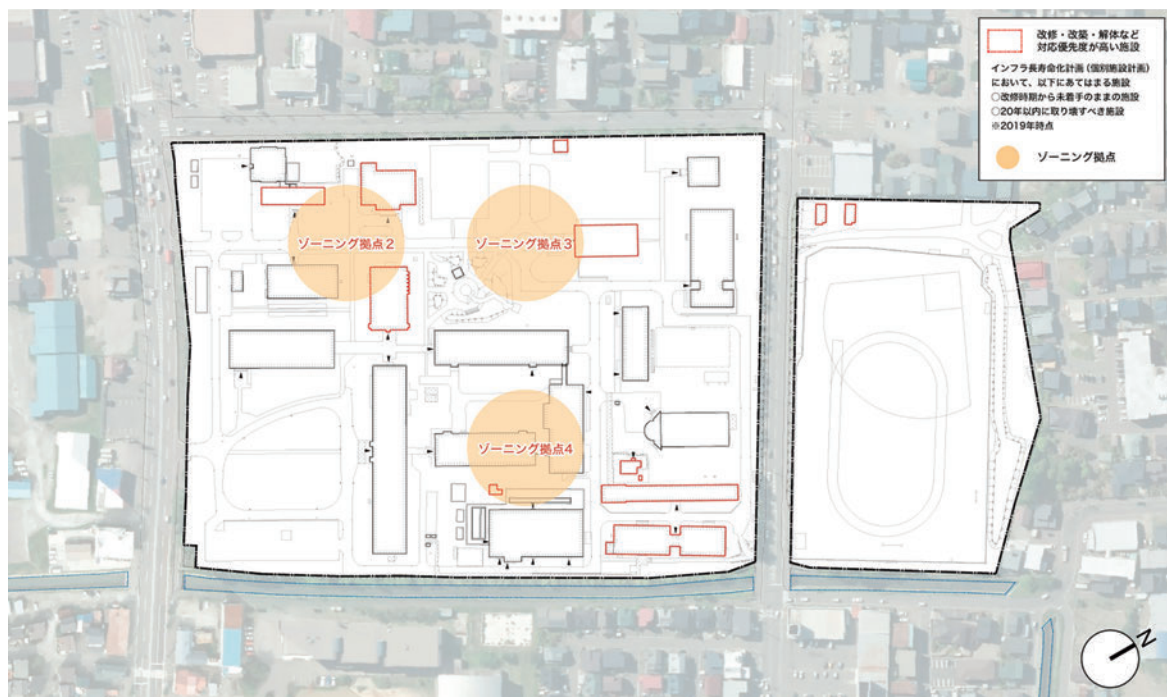 改修・改築・解体など
対応優先度が高い施設
インフラ長寿命化計画(個別施設計画)
において、以下にあてはまる施設
○改修時期から未着手のままの施設
○20年以内に取り壊すべき施設
※2019年時点
ゾーニング拠点
ゾーニング拠点2
ゾーニング拠点3
ゾーニング拠点4
N